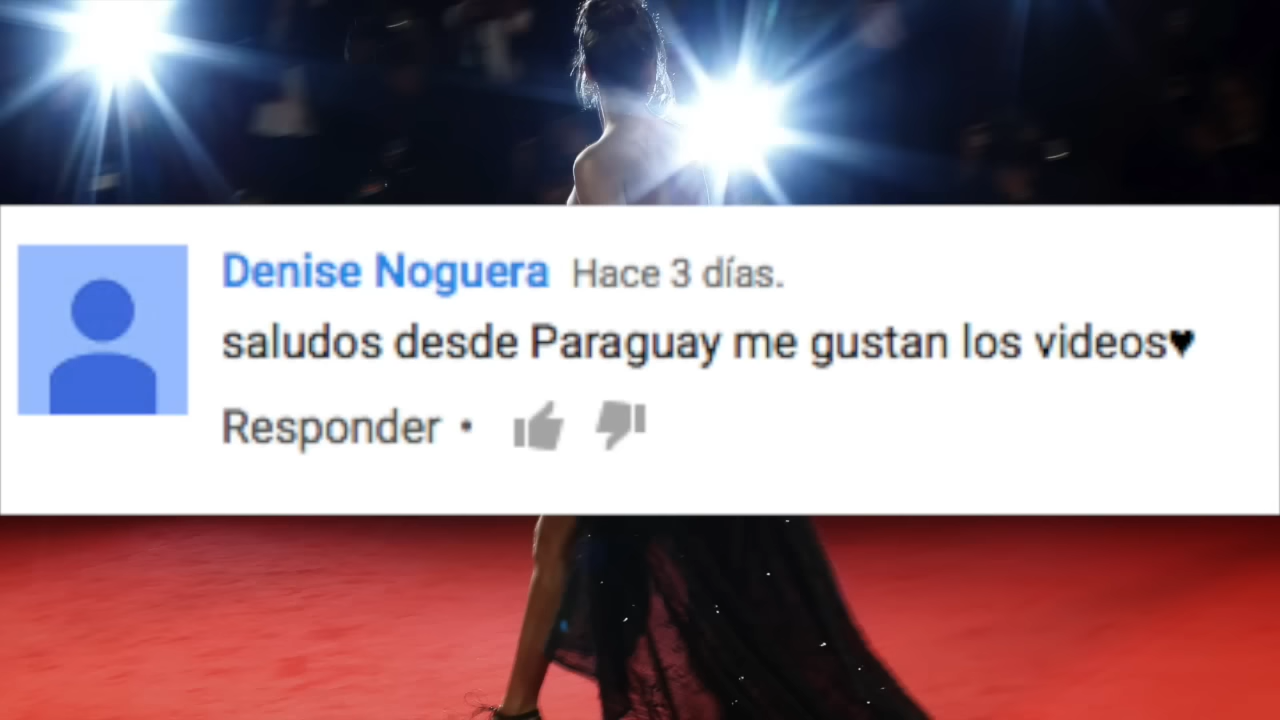 Denise Noguera Hace 3 días.
saludos desde Paraguay me gustan los videos♥
Responder •